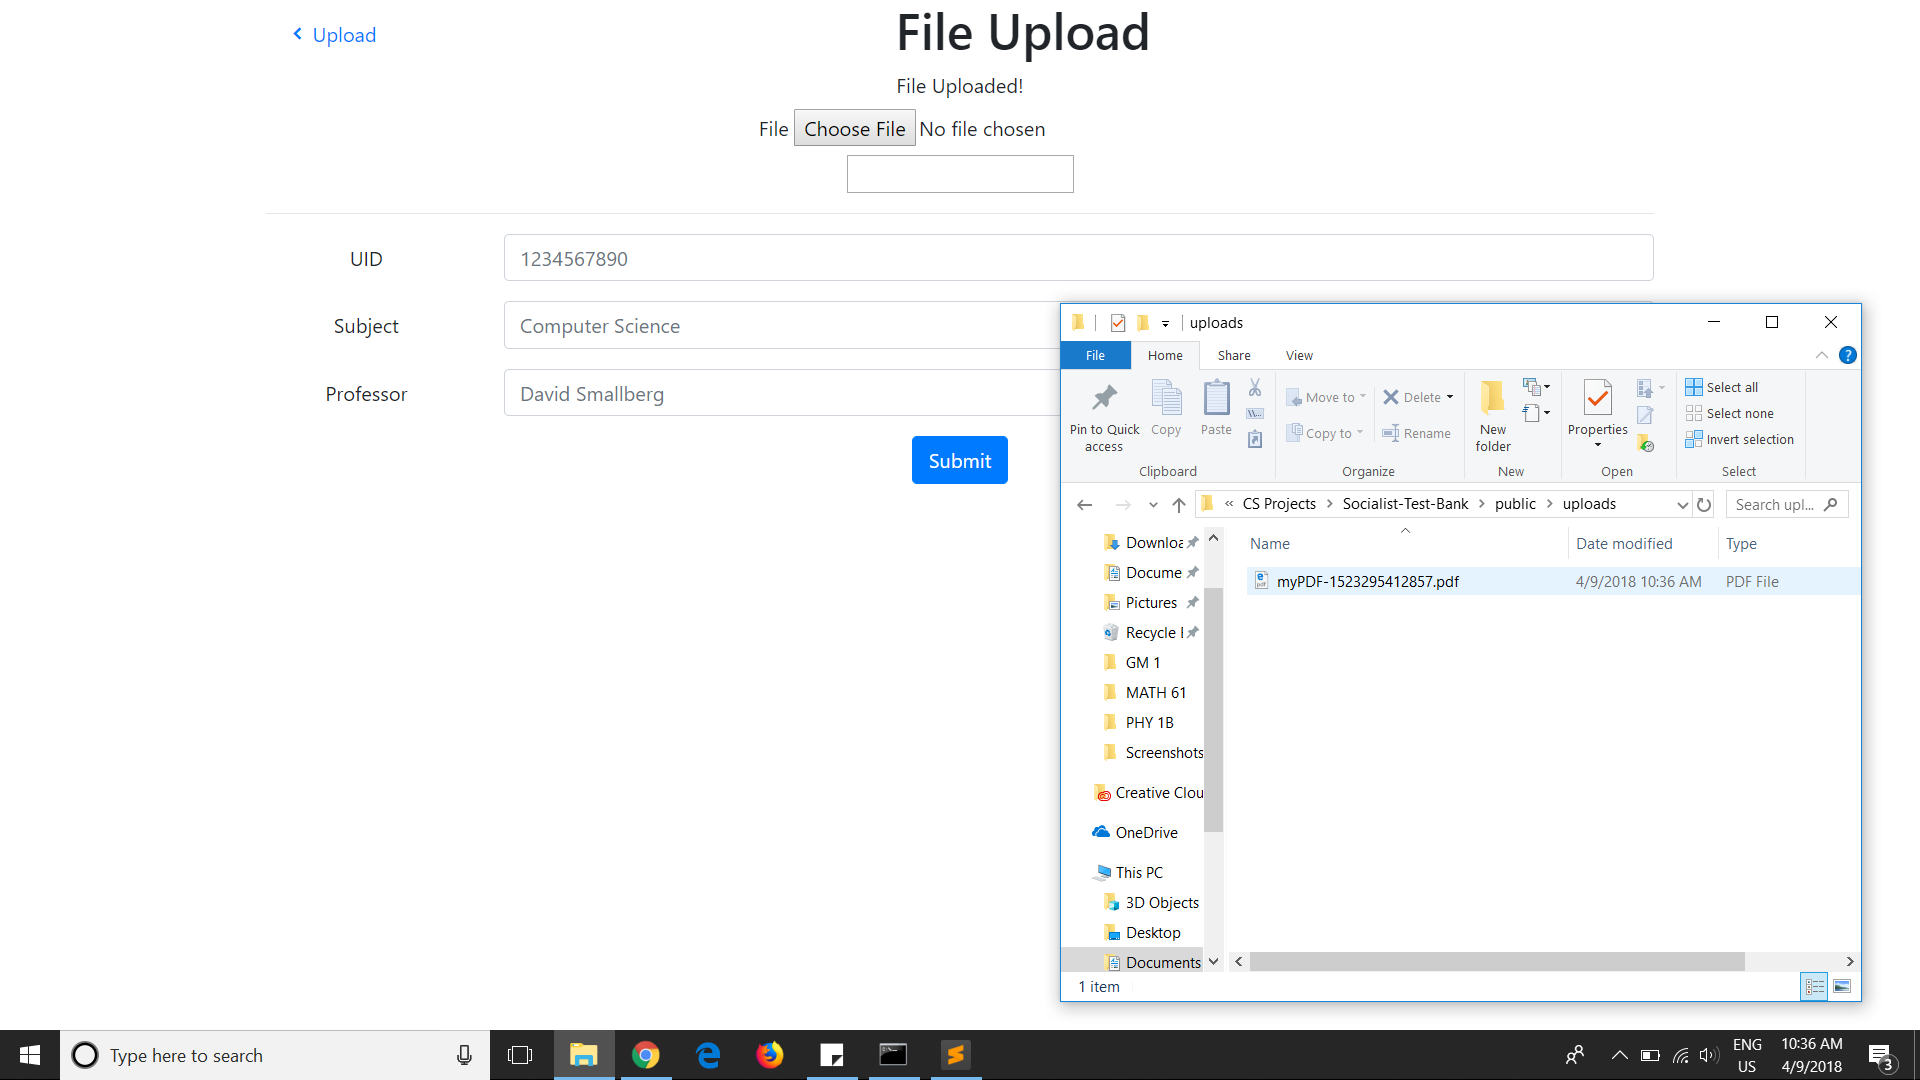 Upload
File Upload
File Uploaded!
File Choose File No file chosen
UID 1234567890
Subject Computer Science
Professor David Smallberg
Submit
uploads
File Home Share View
Pin to Quick access
Copy
Paste
Clipboard
Move to
Copy to
Delete
Rename
Organize
New folder
New
Properties
Open
Select all
Select none
Invert selection
Select
« CS Projects > Socialist-Test-Bank > public > uploads
Search upl...
Name Date modified Type
myPDF-1523295412857.pdf 4/9/2018 10:36 AM PDF File
Downloa
Docume
Pictures
Recycle
GM 1
MATH 61
PHY 1B
Screenshots
Creative Clou
OneDrive
This PC
3D Objects
Desktop
Documents
1 item
Type here to search
ENG
US
10:36 AM
4/9/2018
3